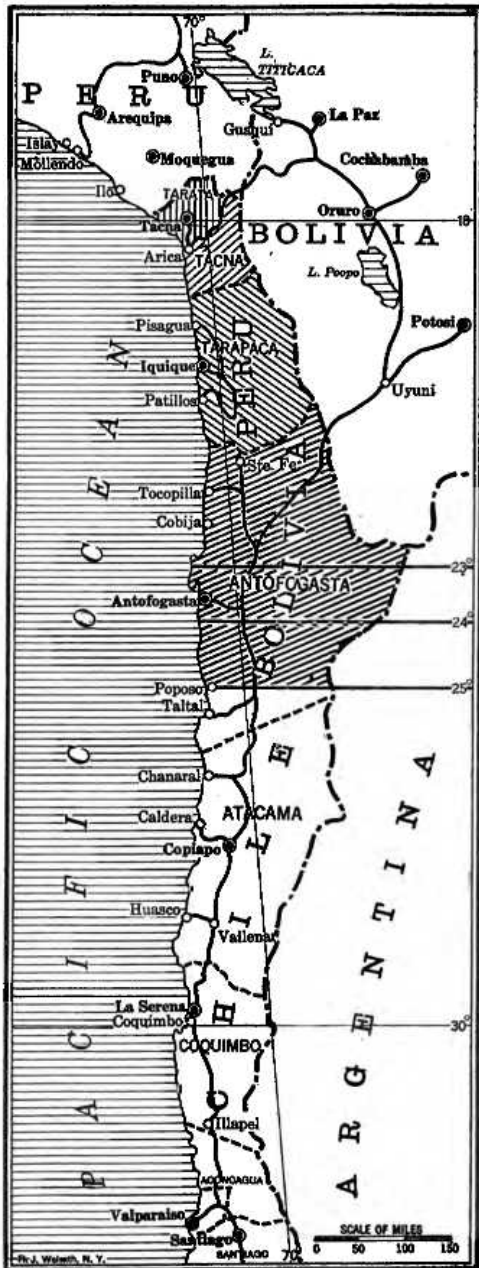 70°
L. TITICACA
Puno
PERU
Arequipa
Guaqui
La Paz
Islay
Mollendo
Moquegua
Cochabamba
Ilo
TARATA
Tacna
Oruro
18
BOLIVIA
Arica
TACNA
L. Poopo
Pisagua
Potosi
TARAPACA
Iquique
PERU
Uyuni
Patillos
Sta. Fe
Tocopilla
Cobija
BOLIVIA
23°
ANTOFOGASTA
Antofogasta
24°
Poposo
25°
Taltal
PACIFIC OCEAN
Chanaral
Caldera
ATACAMA
Copiapo
CHILE
ARGENTINA
Huasco
Vallenar
La Serena
Coquimbo
30°
COQUIMBO
Illapel
ACONCAGUA
Valparaiso
Santiago
SANTIAGO
70°
SCALE OF MILES
0 50 100 150
N.Y.